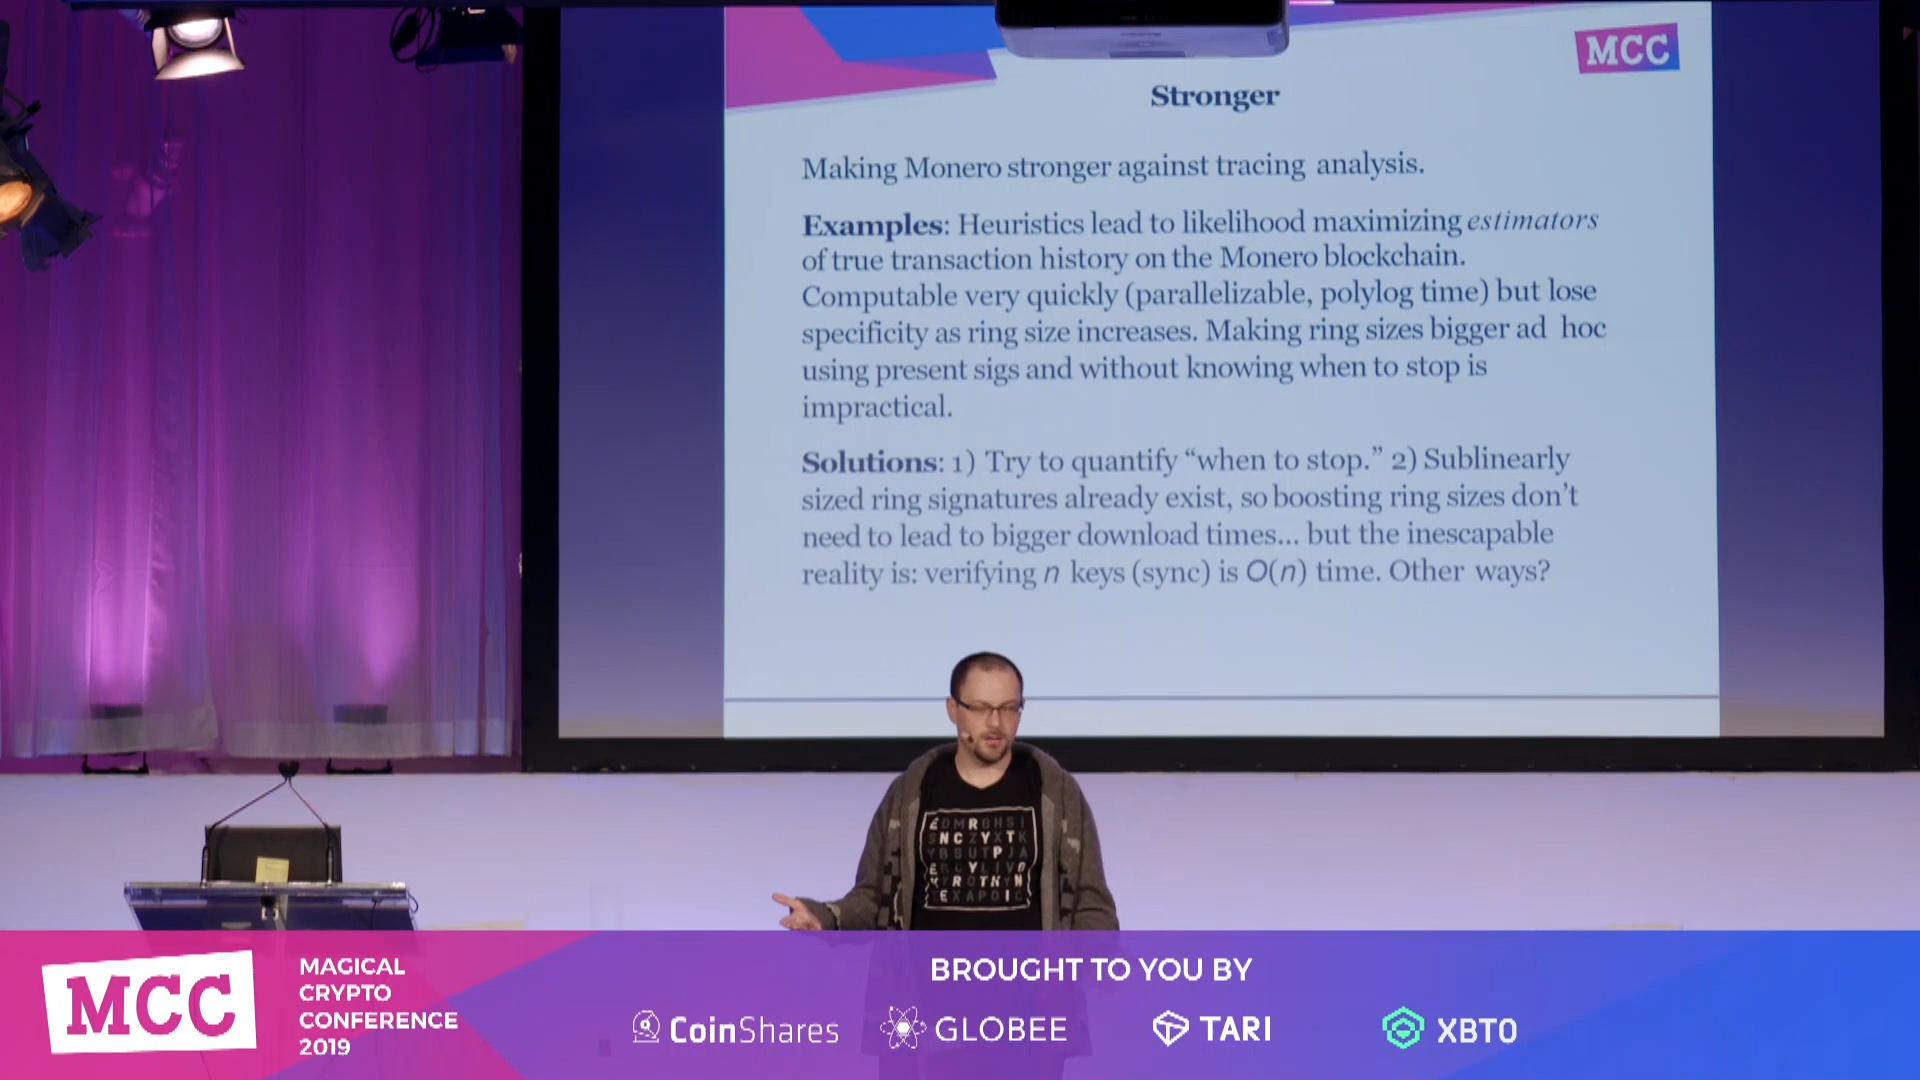 MCC
Stronger
Making Monero stronger against tracing analysis.
Examples: Heuristics lead to likelihood maximizing estimators
of true transaction history on the Monero blockchain.
Computable very quickly (parallelizable, polylog time) but lose
specificity as ring size increases. Making ring sizes bigger ad hoc
using present sigs and without knowing when to stop is
impractical.
Solutions: 1) Try to quantify “when to stop.” 2) Sublinearly
sized ring signatures already exist, so boosting ring sizes don’t
need to lead to bigger download times... but the inescapable
reality is: verifying n keys (sync) is O(n) time. Other ways?
MCC
MAGICAL
CRYPTO
CONFERENCE
2019
BROUGHT TO YOU BY
CoinShares
GLOBEE
TARI
XBTO